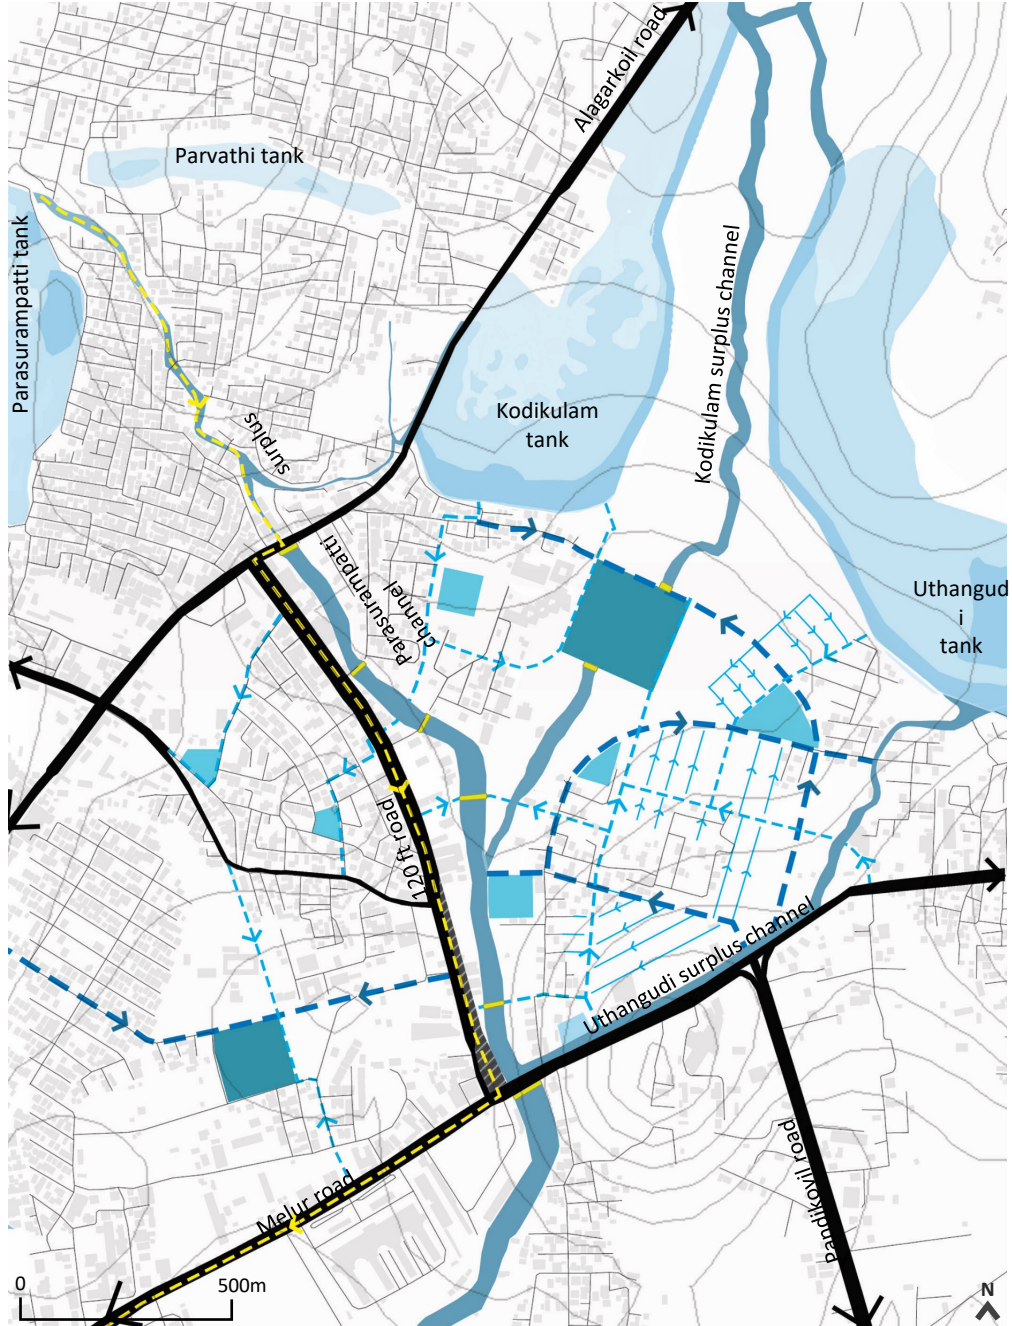 Alagarkoil road
Parvathi tank
Parasurampatti tank
Kodikulam surplus channel
Kodikulam
tank
surplus
Parasurampatti
channel
Uthangud
i
tank
120 ft road
Uthangudi surplus channel
Pandikovil road
Melur road
0
500m
N